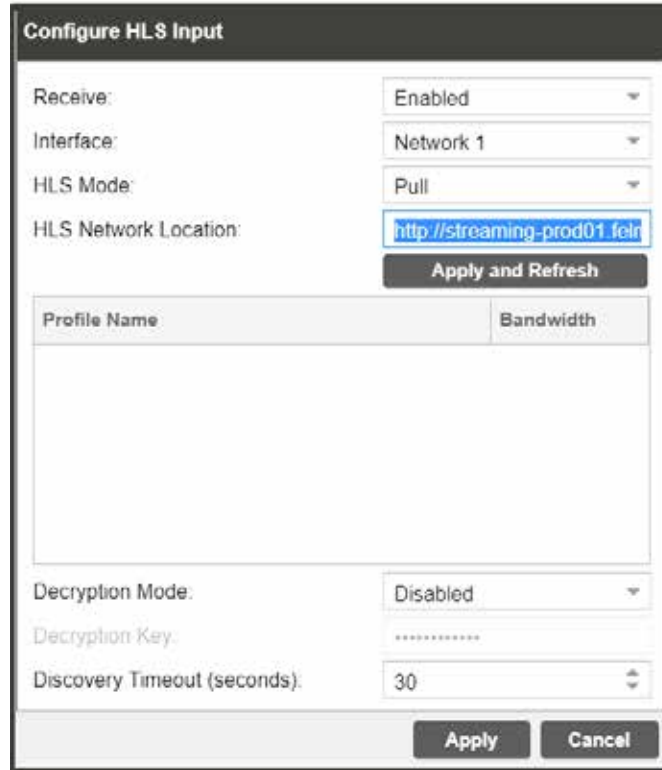 Configure HLS Input
Receive: Enabled
Interface: Network 1
HLS Mode: Pull
HLS Network Location: http://streaming-prod01.feln
Apply and Refresh
Profile Name Bandwidth
Decryption Mode: Disabled
Decryption Key: ••••••••••••
Discovery Timeout (seconds): 30
Apply Cancel